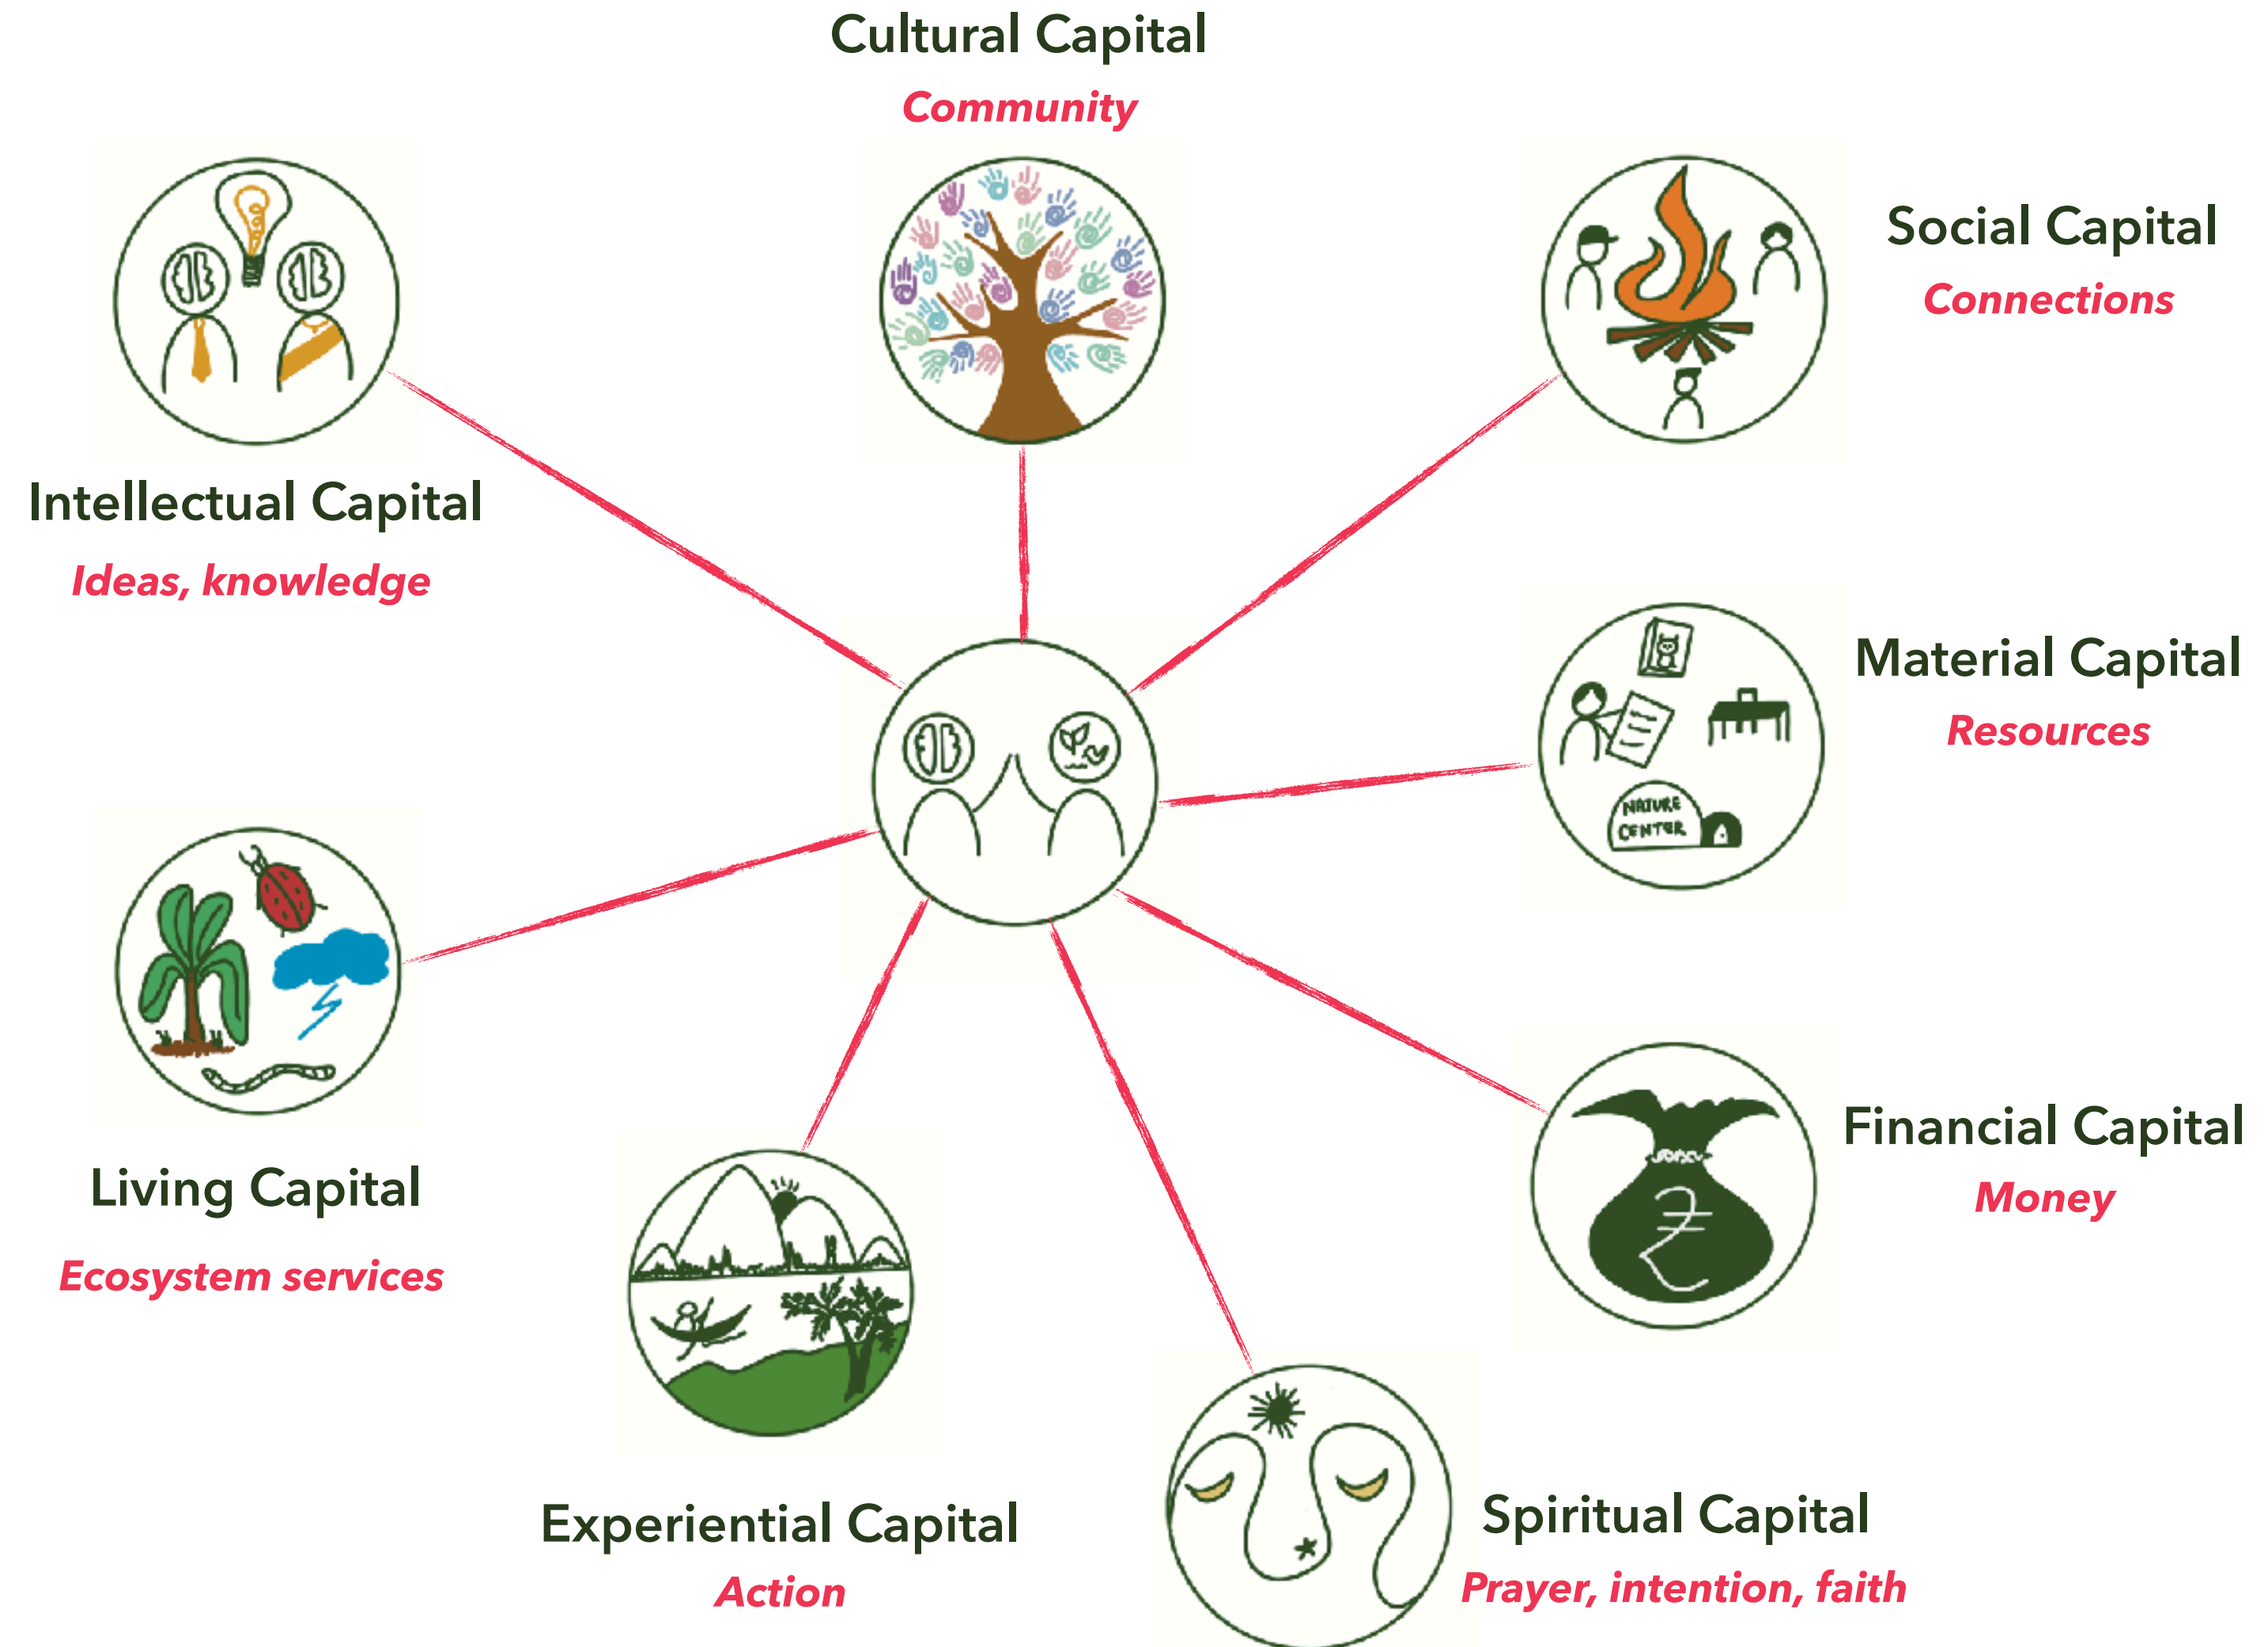 Cultural Capital
Community
Social Capital
Connections
Intellectual Capital
Ideas, knowledge
Material Capital
Resources
NATURE
CENTER
Living Capital
Ecosystem services
Financial Capital
Money
₹
Experiential Capital
Action
Spiritual Capital
Prayer, intention, faith